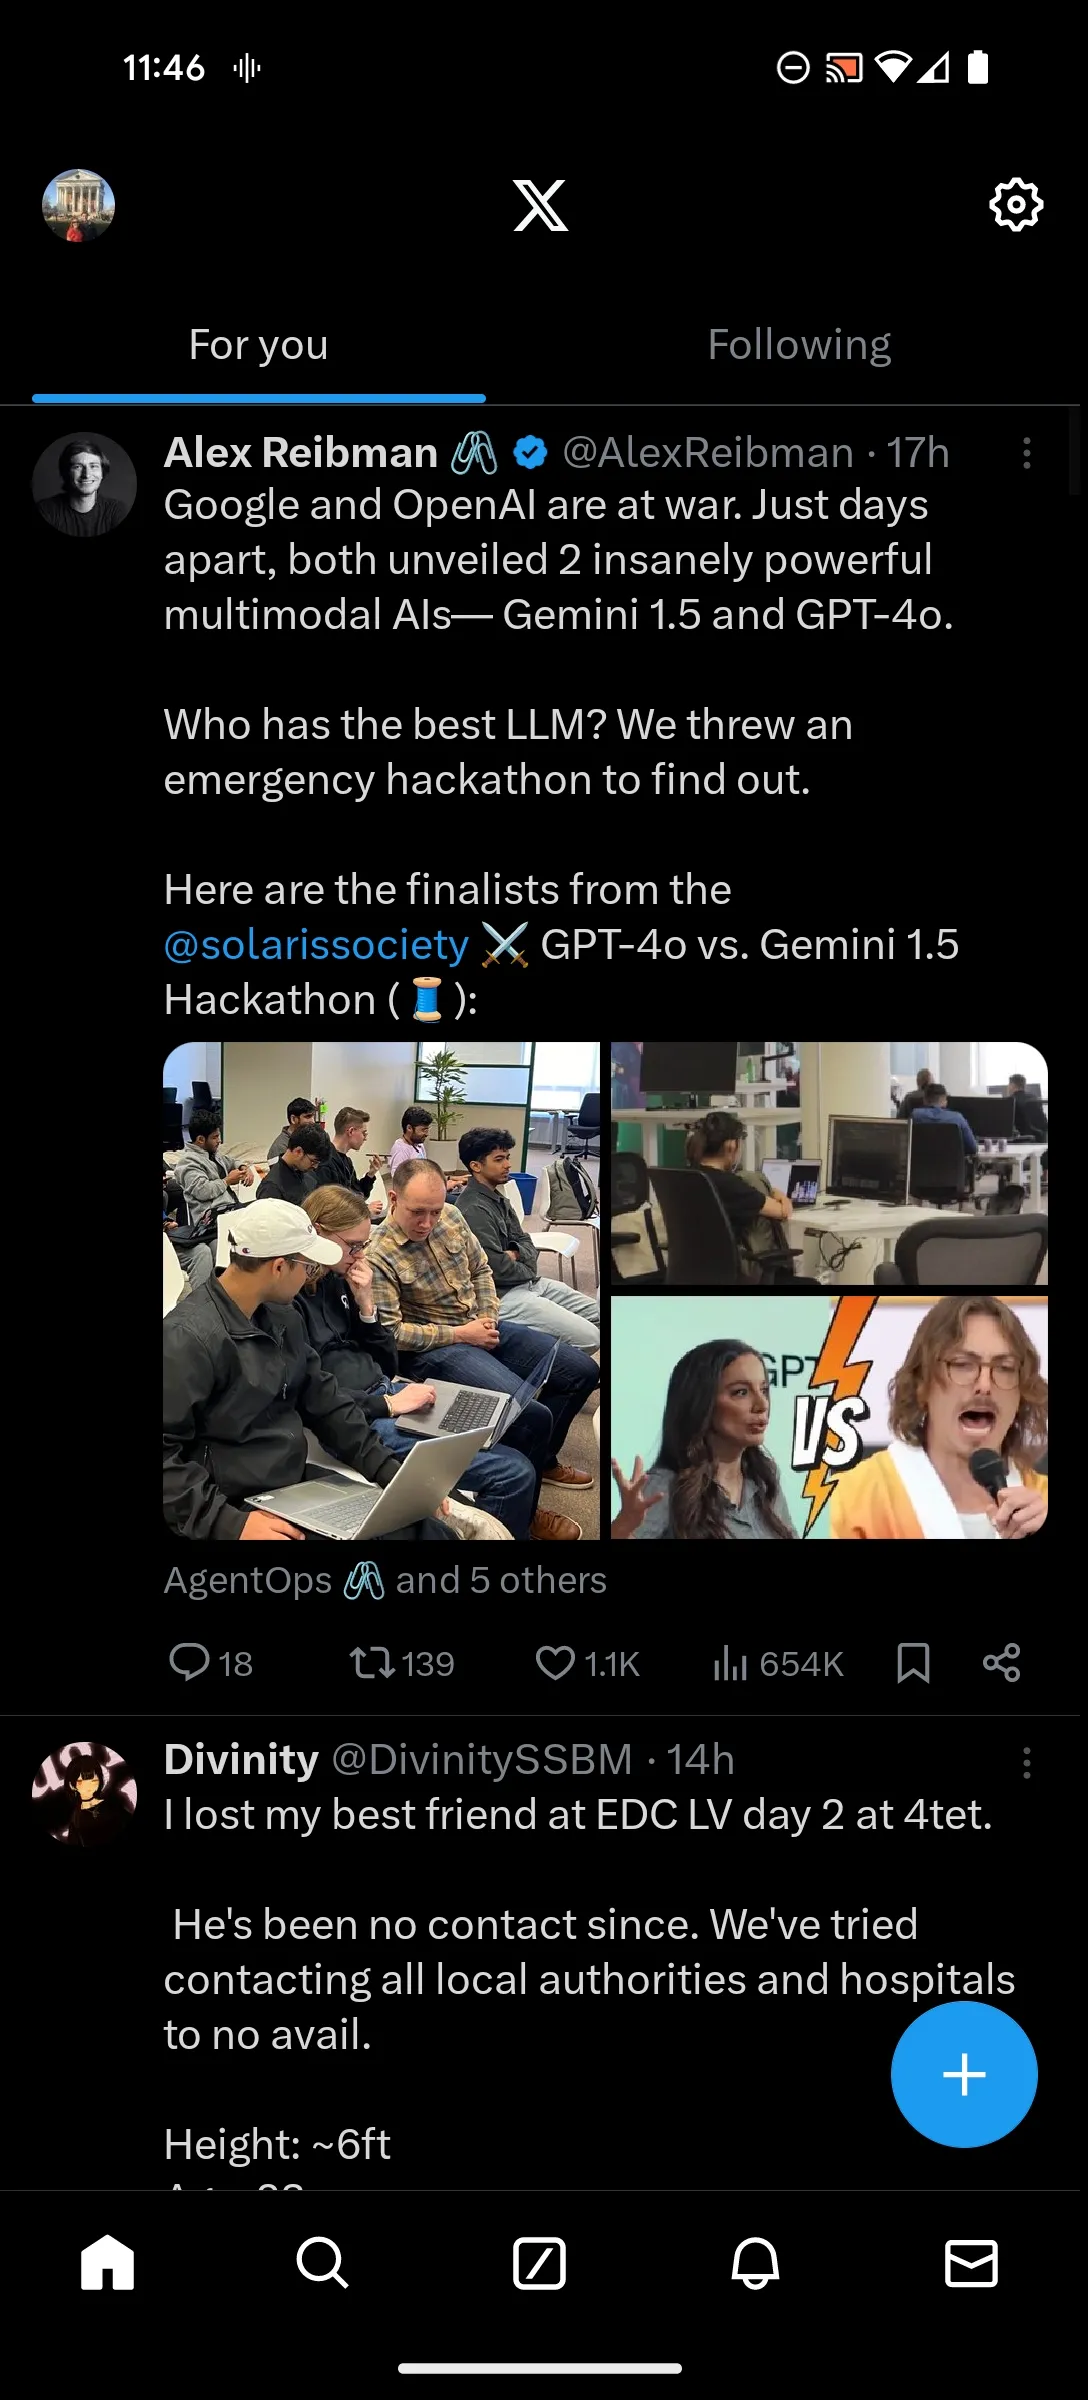 11:46
For you
Following
Alex Reibman 🖇️ @AlexReibman · 17h
Google and OpenAI are at war. Just days
apart, both unveiled 2 insanely powerful
multimodal AIs— Gemini 1.5 and GPT-4o.
Who has the best LLM? We threw an
emergency hackathon to find out.
Here are the finalists from the
@solarissociety ⚔️ GPT-4o vs. Gemini 1.5
Hackathon ( 🧵 ):
GPT
VS
AgentOps 🖇️ and 5 others
18
139
1.1K
654K
Divinity @DivinitySSBM · 14h
I lost my best friend at EDC LV day 2 at 4tet.
He's been no contact since. We've tried
contacting all local authorities and hospitals
to no avail.
Height: ~6ft